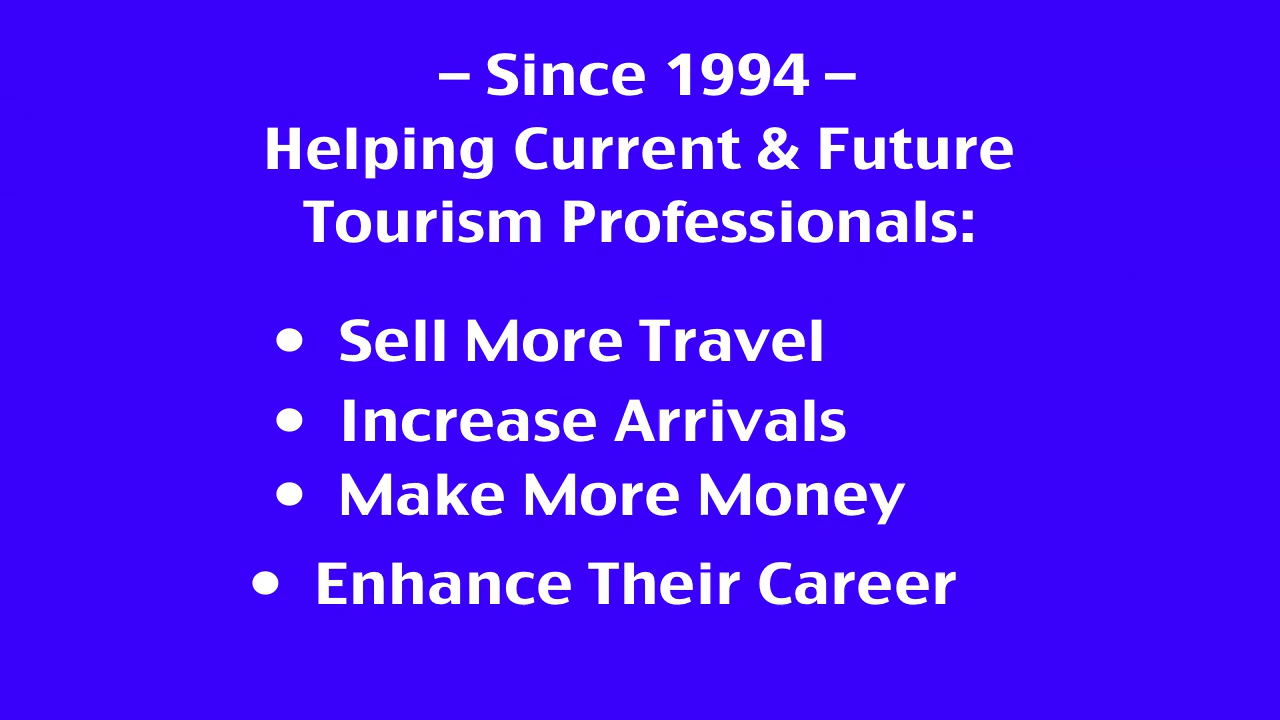 – Since 1994 –
Helping Current & Future
Tourism Professionals:
• Sell More Travel
• Increase Arrivals
• Make More Money
• Enhance Their Career